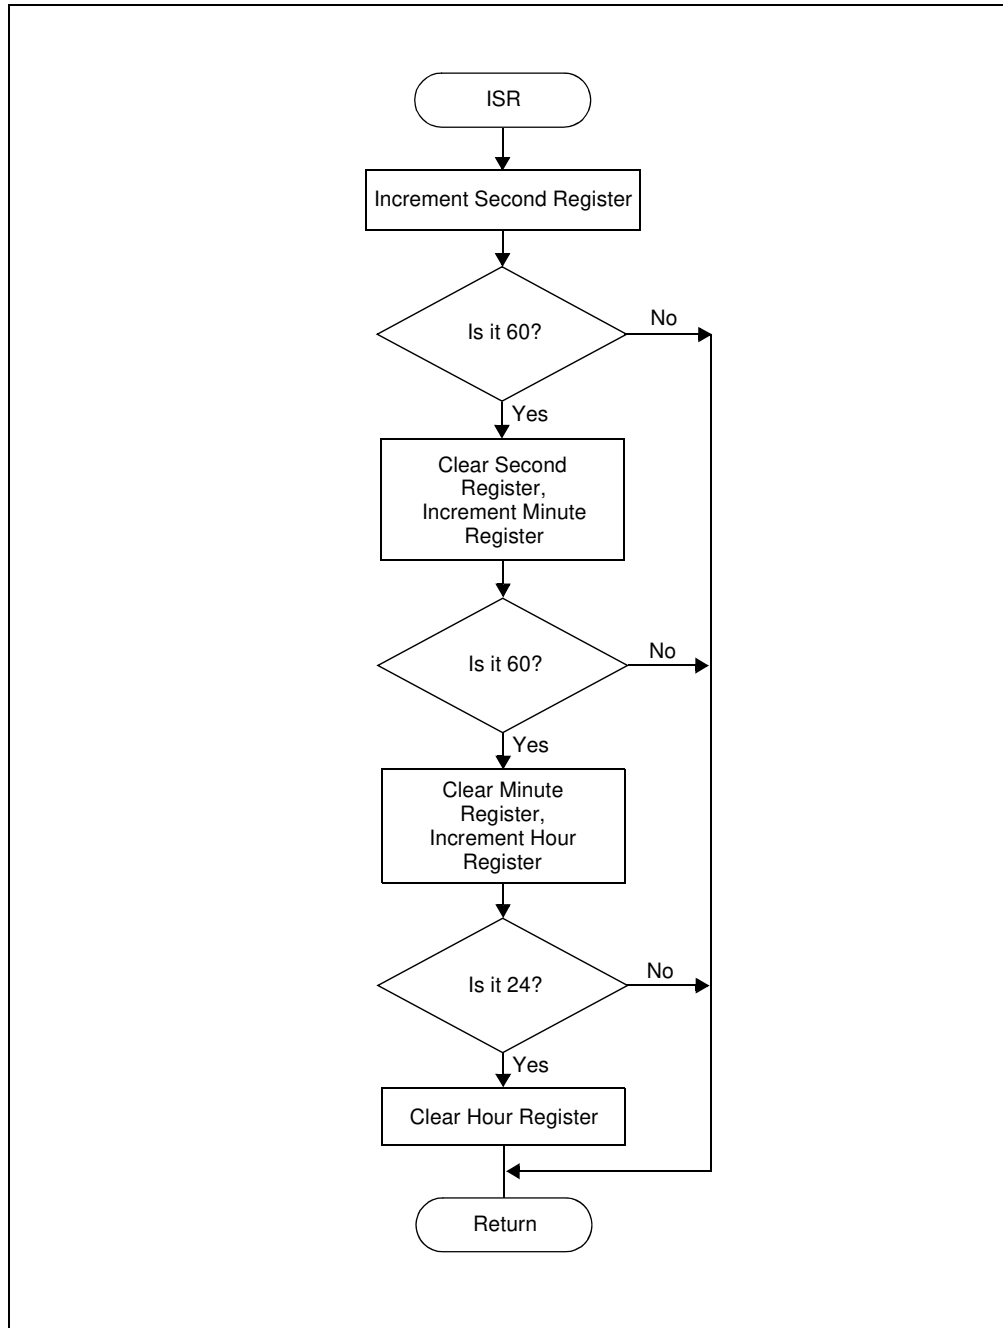 ISR
Increment Second Register
Is it 60?
No
Yes
Clear Second
Register,
Increment Minute
Register
Is it 60?
No
Yes
Clear Minute
Register,
Increment Hour
Register
Is it 24?
No
Yes
Clear Hour Register
Return